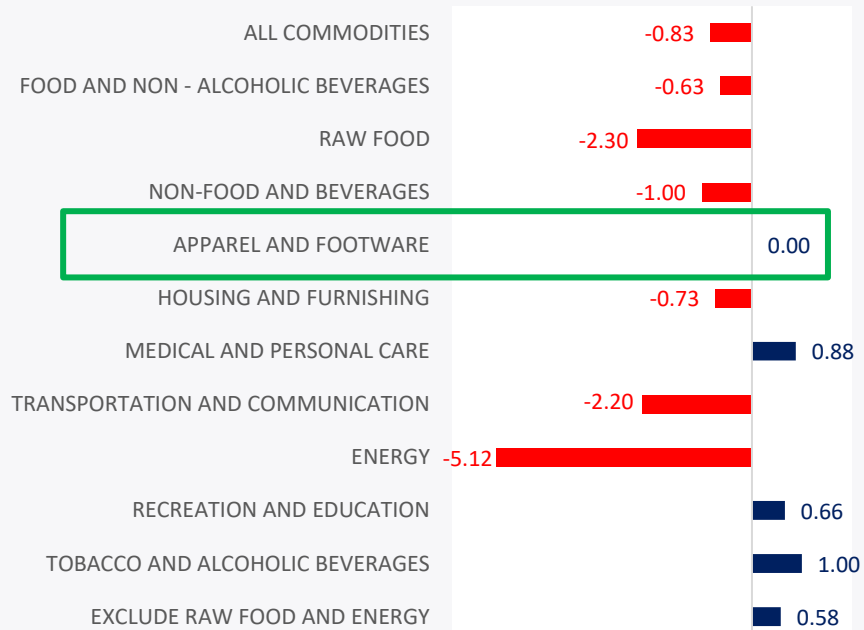 ALL COMMODITIES -0.83
FOOD AND NON - ALCOHOLIC BEVERAGES -0.63
RAW FOOD -2.30
NON-FOOD AND BEVERAGES -1.00
APPAREL AND FOOTWARE 0.00
HOUSING AND FURNISHING -0.73
MEDICAL AND PERSONAL CARE 0.88
TRANSPORTATION AND COMMUNICATION -2.20
ENERGY -5.12
RECREATION AND EDUCATION 0.66
TOBACCO AND ALCOHOLIC BEVERAGES 1.00
EXCLUDE RAW FOOD AND ENERGY 0.58